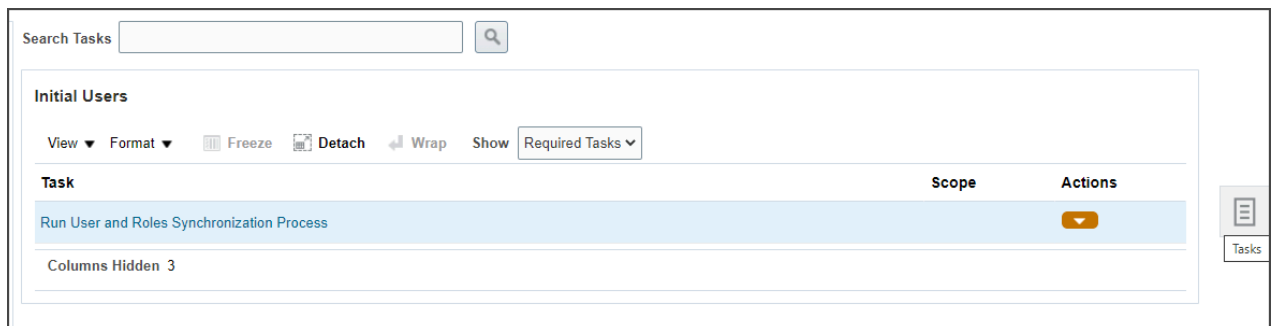 Search Tasks
Initial Users
View Format Freeze Detach Wrap Show Required Tasks
Task Scope Actions
Run User and Roles Synchronization Process
Tasks
Columns Hidden 3